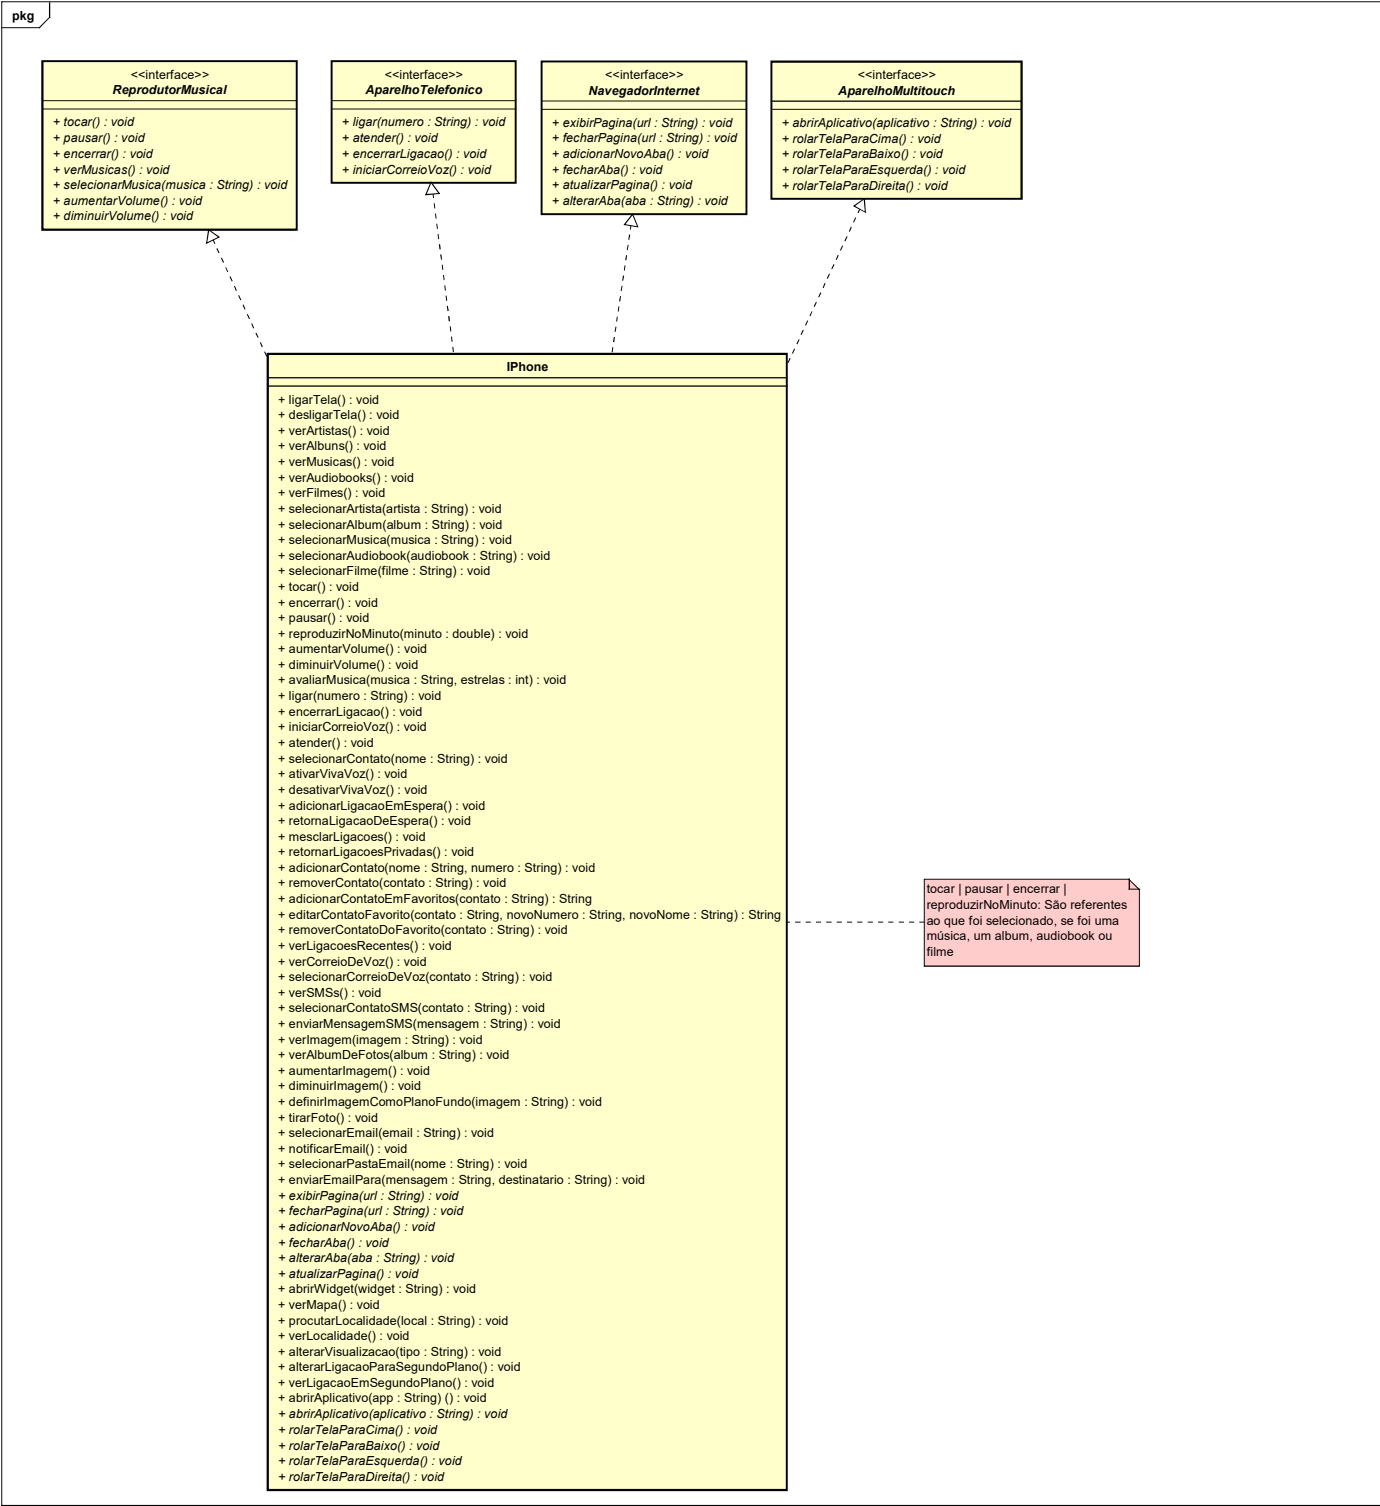 pkg
<<interface>>
ReprodutorMusical
+ tocar() : void
+ pausar() : void
+ encerrar() : void
+ verMusicas() : void
+ selecionarMusica(musica : String) : void
+ aumentarVolume() : void
+ diminuirVolume() : void
<<interface>>
AparelhoTelefonico
+ ligar(numero : String) : void
+ atender() : void
+ encerrarLigacao() : void
+ iniciarCorreioVoz() : void
<<interface>>
NavegadorInternet
+ exibirPagina(url : String) : void
+ fecharPagina(url : String) : void
+ adicionarNovoAba() : void
+ fecharAba() : void
+ atualizarPagina() : void
+ alterarAba(aba : String) : void
<<interface>>
AparelhoMultitouch
+ abrirAplicativo(aplicativo : String) : void
+ rolarTelaParaCima() : void
+ rolarTelaParaBaixo() : void
+ rolarTelaParaEsquerda() : void
+ rolarTelaParaDireita() : void
IPhone
+ ligarTela() : void
+ desligarTela() : void
+ verArtistas() : void
+ verAlbuns() : void
+ verMusicas() : void
+ verAudiobooks() : void
+ verFilmes() : void
+ selecionarArtista(artista : String) : void
+ selecionarAlbum(album : String) : void
+ selecionarMusica(musica : String) : void
+ selecionarAudiobook(audiobook : String) : void
+ selecionarFilme(filme : String) : void
+ tocar() : void
+ encerrar() : void
+ pausar() : void
+ reproduzirNoMinuto(minuto : double) : void
+ aumentarVolume() : void
+ diminuirVolume() : void
+ avaliarMusica(musica : String, estrelas : int) : void
+ ligar(numero : String) : void
+ encerrarLigacao() : void
+ iniciarCorreioVoz() : void
+ atender() : void
+ selecionarContato(nome : String) : void
+ ativarVivaVoz() : void
+ desativarVivaVoz() : void
+ adicionarLigacaoEmEspera() : void
+ retornaLigacaoDeEspera() : void
+ mesclarLigacoes() : void
+ retornarLigacoesPrivadas() : void
+ adicionarContato(nome : String, numero : String) : void
+ removerContato(contato : String) : void
+ adicionarContatoEmFavoritos(contato : String) : String
+ editarContatoFavorito(contato : String, novoNumero : String, novoNome : String) : String
+ removerContatoDoFavorito(contato : String) : void
+ verLigacoesRecentes() : void
+ verCorreioDeVoz() : void
+ selecionarCorreioDeVoz(contato : String) : void
+ verSMSs() : void
+ selecionarContatoSMS(contato : String) : void
+ enviarMensagemSMS(mensagem : String) : void
+ verImagem(imagem : String) : void
+ verAlbumDeFotos(album : String) : void
+ aumentarImagem() : void
+ diminuirImagem() : void
+ definirImagemComoPlanoFundo(imagem : String) : void
+ tirarFoto() : void
+ selecionarEmail(email : String) : void
+ notificarEmail() : void
+ selecionarPastaEmail(nome : String) : void
+ enviarEmailPara(mensagem : String, destinatario : String) : void
+ exibirPagina(url : String) : void
+ fecharPagina(url : String) : void
+ adicionarNovoAba() : void
+ fecharAba() : void
+ alterarAba(aba : String) : void
+ atualizarPagina() : void
+ abrirWidget(widget : String) : void
+ verMapa() : void
+ procutarLocalidade(local : String) : void
+ verLocalidade() : void
+ alterarVisualizacao(tipo : String) : void
+ alterarLigacaoParaSegundoPlano() : void
+ verLigacaoEmSegundoPlano() : void
+ abrirAplicativo(app : String) () : void
+ abrirAplicativo(aplicativo : String) : void
+ rolarTelaParaCima() : void
+ rolarTelaParaBaixo() : void
+ rolarTelaParaEsquerda() : void
+ rolarTelaParaDireita() : void
tocar | pausar | encerrar |
reproduzirNoMinuto: São referentes
ao que foi selecionado, se foi uma
música, um album, audiobook ou
filme